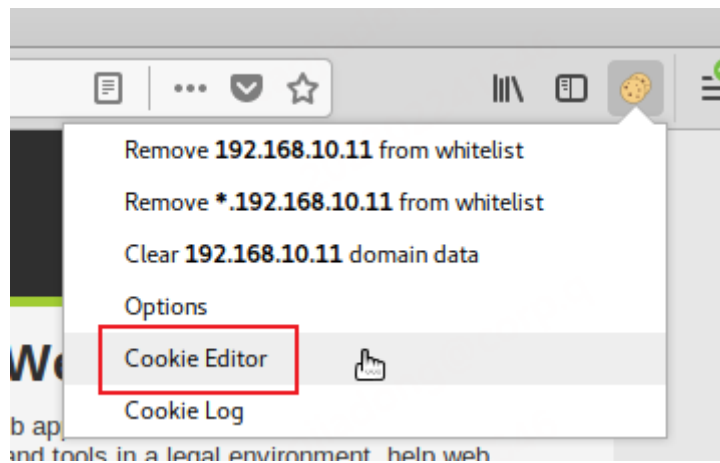 Remove 192.168.10.11 from whitelist
Remove *.192.168.10.11 from whitelist
Clear 192.168.10.11 domain data
Options
We
Cookie Editor
Cookie Log
b ap
and tools in a legal environment, help web